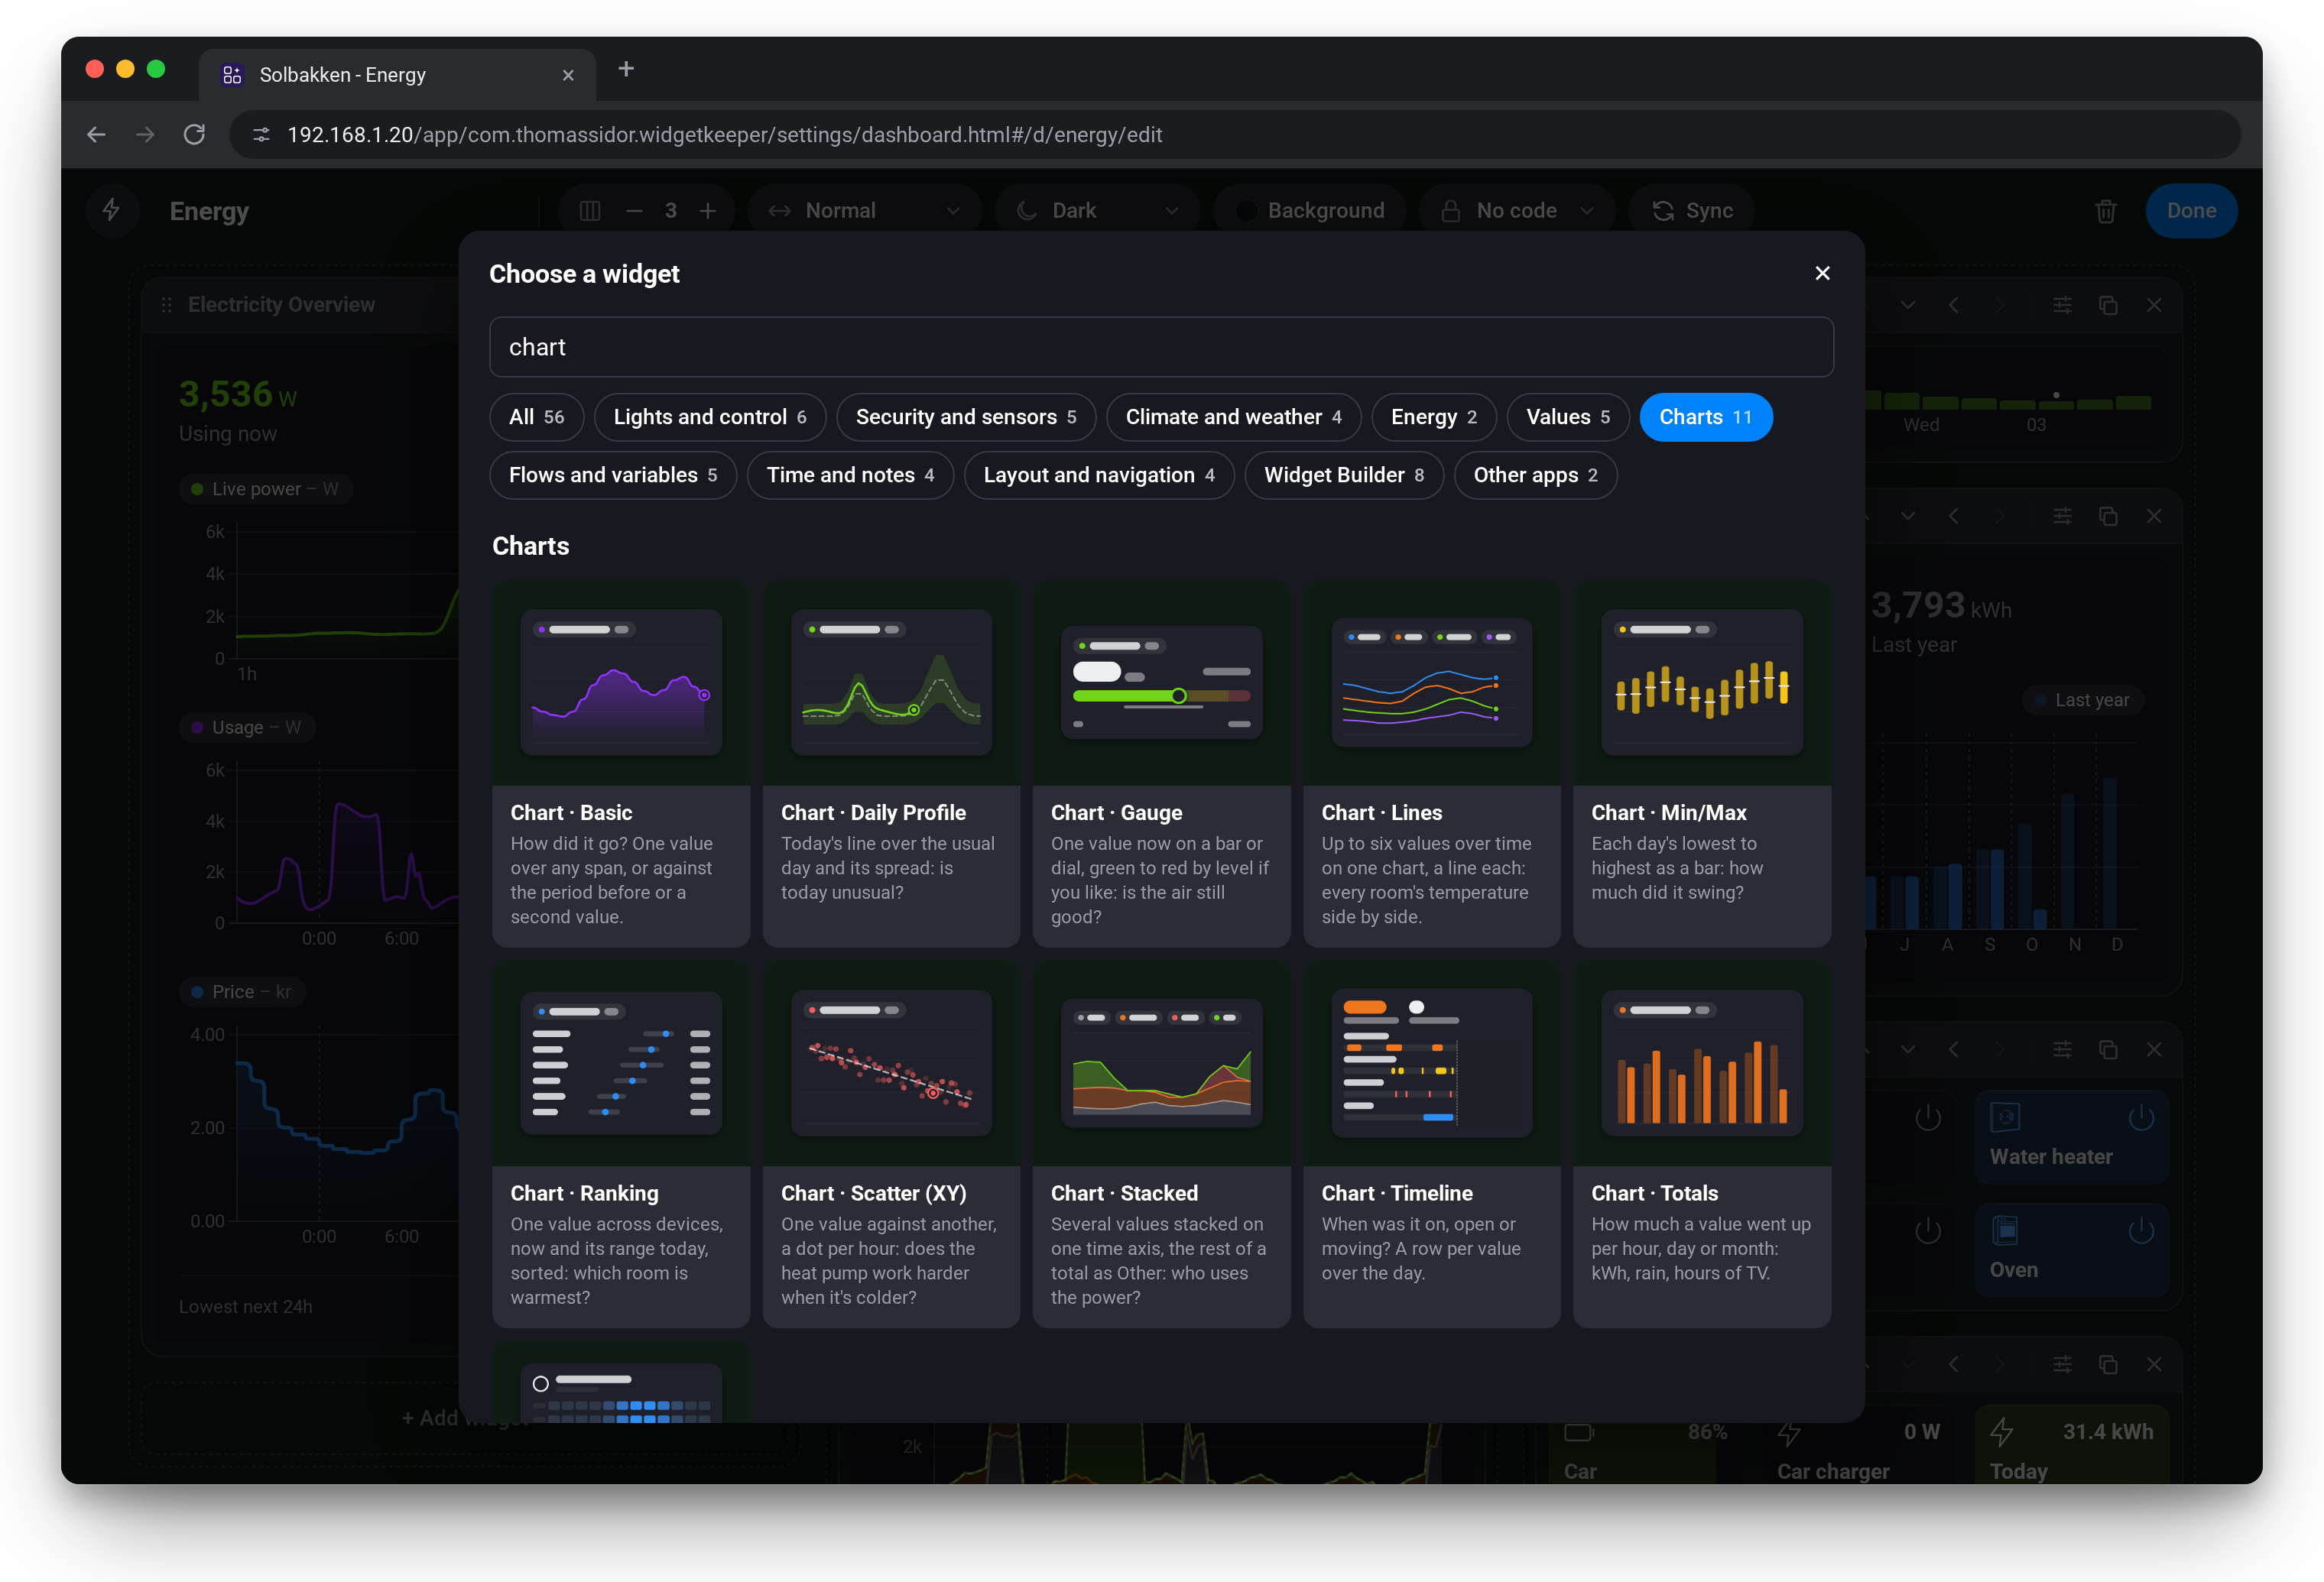 Solbakken - Energy
192.168.1.20/app/com.thomassidor.widgetkeeper/settings/dashboard.html#/d/energy/edit
Energy
3
Normal
Dark
Background
No code
Sync
Done
Electricity Overview
3,536 W
Using now
Live power – W
6k
4k
2k
0
1h
Usage – W
6k
4k
2k
0
0:00 6:00
Price – kr
4.00
2.00
0.00
0:00 6:00
Lowest next 24h
+ Add widget
Choose a widget
chart
All 56
Lights and control 6
Security and sensors 5
Climate and weather 4
Energy 2
Values 5
Charts 11
Flows and variables 5
Time and notes 4
Layout and navigation 4
Widget Builder 8
Other apps 2
Charts
Chart · Basic
How did it go? One value
over any span, or against
the period before or a
second value.
Chart · Daily Profile
Today's line over the usual
day and its spread: is
today unusual?
Chart · Gauge
One value now on a bar or
dial, green to red by level if
you like: is the air still
good?
Chart · Lines
Up to six values over time
on one chart, a line each:
every room's temperature
side by side.
Chart · Min/Max
Each day's lowest to
highest as a bar: how
much did it swing?
Chart · Ranking
One value across devices,
now and its range today,
sorted: which room is
warmest?
Chart · Scatter (XY)
One value against another,
a dot per hour: does the
heat pump work harder
when it's colder?
Chart · Stacked
Several values stacked on
one time axis, the rest of a
total as Other: who uses
the power?
Chart · Timeline
When was it on, open or
moving? A row per value
over the day.
Chart · Totals
How much a value went up
per hour, day or month:
kWh, rain, hours of TV.
Wed 03
3,793 kWh
Last year
Last year
J A S O N D
Water heater
Oven
2k
86%
Car
0 W
Car charger
31.4 kWh
Today